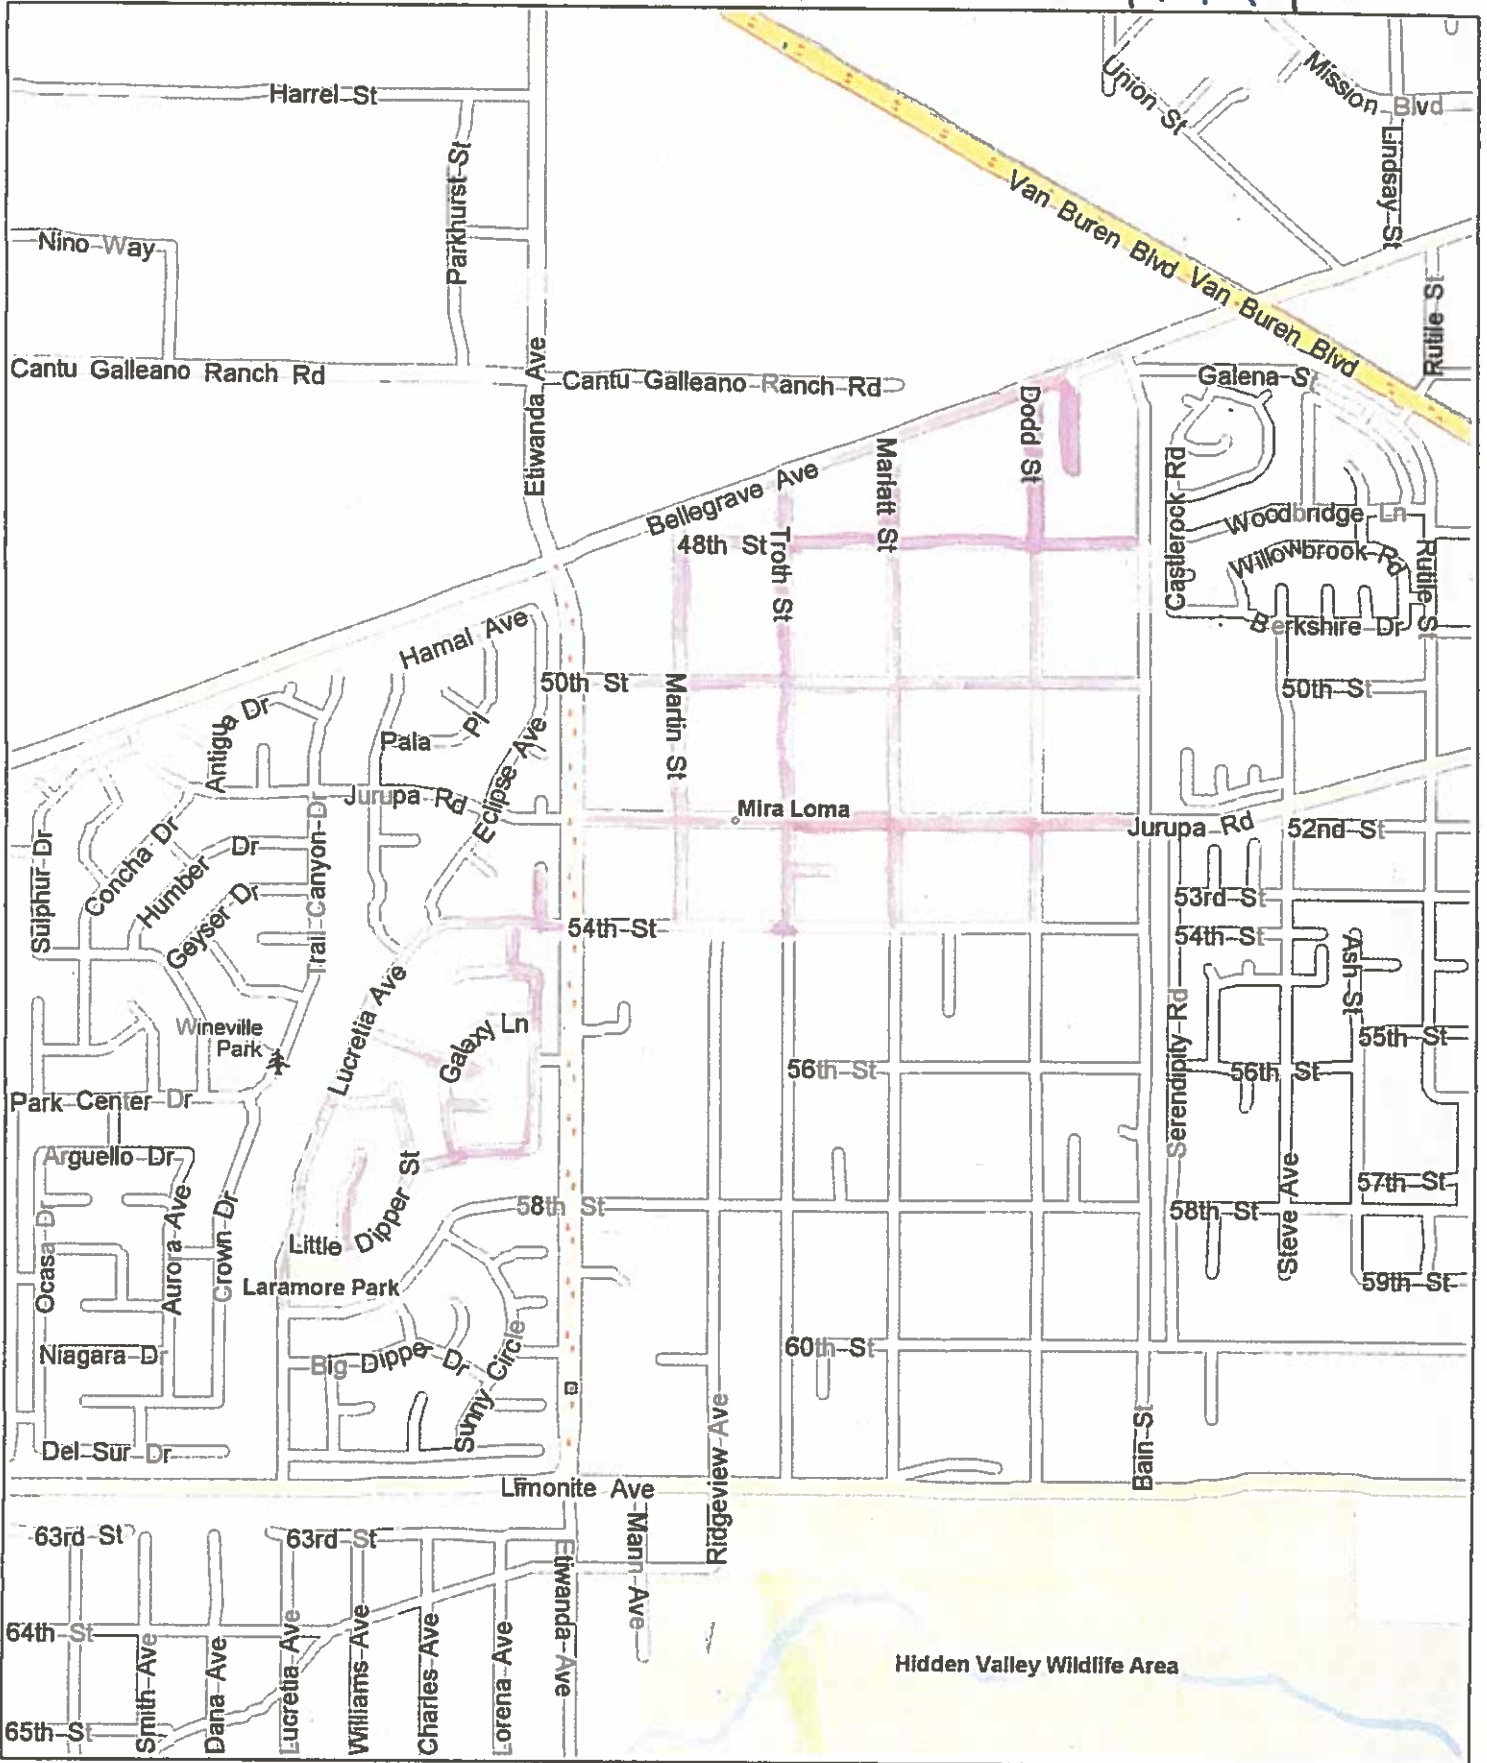 Union St
Mission Blvd
Harrel St
Lindsay St
Parkhurst St
Van Buren Blvd
Van Buren Blvd
Nino Way
Rutile St
Etiwanda Ave
Cantu Galleano Ranch Rd
Cantu Galleano Ranch Rd
Galena St
Dodd St
Marlatt St
Bellegrave Ave
Castlerock Rd
Woodbridge Ln
48th St
Troth St
Willowbrook Rd
Rutile St
Berkshire Dr
Hamal Ave
50th St
Martin St
50th St
Antigua Dr
Pala Pl
Eclipse Ave
Jurupa Rd
Mira Loma
Jurupa Rd
52nd St
Sulphur Dr
Concha Dr
Humber Dr
Trail Canyon Dr
Geyser Dr
53rd St
54th St
54th St
Ash St
Lucretia Ave
Wineville
Park
Galaxy Ln
Serendipity Rd
55th St
56th St
56th St
Park Center Dr
Arguello Dr
Little Dipper St
57th St
58th St
58th St
Steve Ave
Ocasa Dr
Aurora Ave
Crown Dr
Laramore Park
59th St
Niagara Dr
Big Dipper Dr
Sunny Circle
60th St
Ridgeview Ave
Bain St
Del Sur Dr
Limonite Ave
63rd St
63rd St
Etiwanda Ave
Mann Ave
64th St
Smith Ave
Dana Ave
Lucretia Ave
Williams Ave
Charles Ave
Lorena Ave
Hidden Valley Wildlife Area
65th St